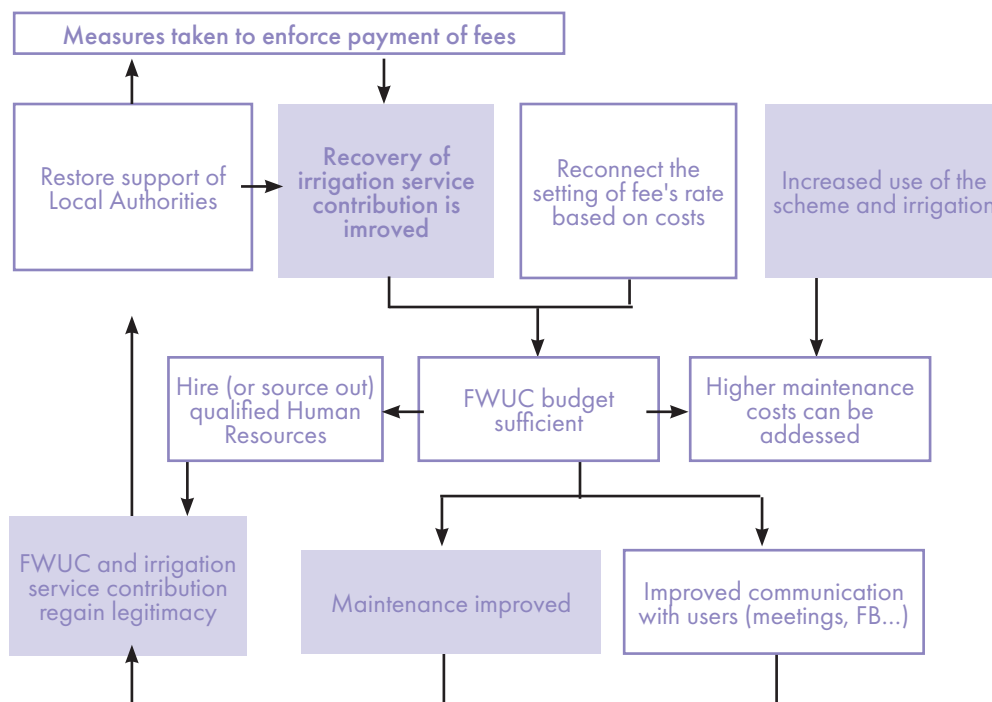 Measures taken to enforce payment of fees
Restore support of
Local Authorities
Recovery of
irrigation service
contribution is
imroved
Reconnect the
setting of fee's rate
based on costs
Increased use of the
scheme and irrigation
Hire (or source out)
qualified Human
Resources
FWUC budget
sufficient
Higher maintenance
costs can be
addessed
FWUC and irrigation
service contribution
regain legitimacy
Maintenance improved
Improved communication
with users (meetings, FB...)